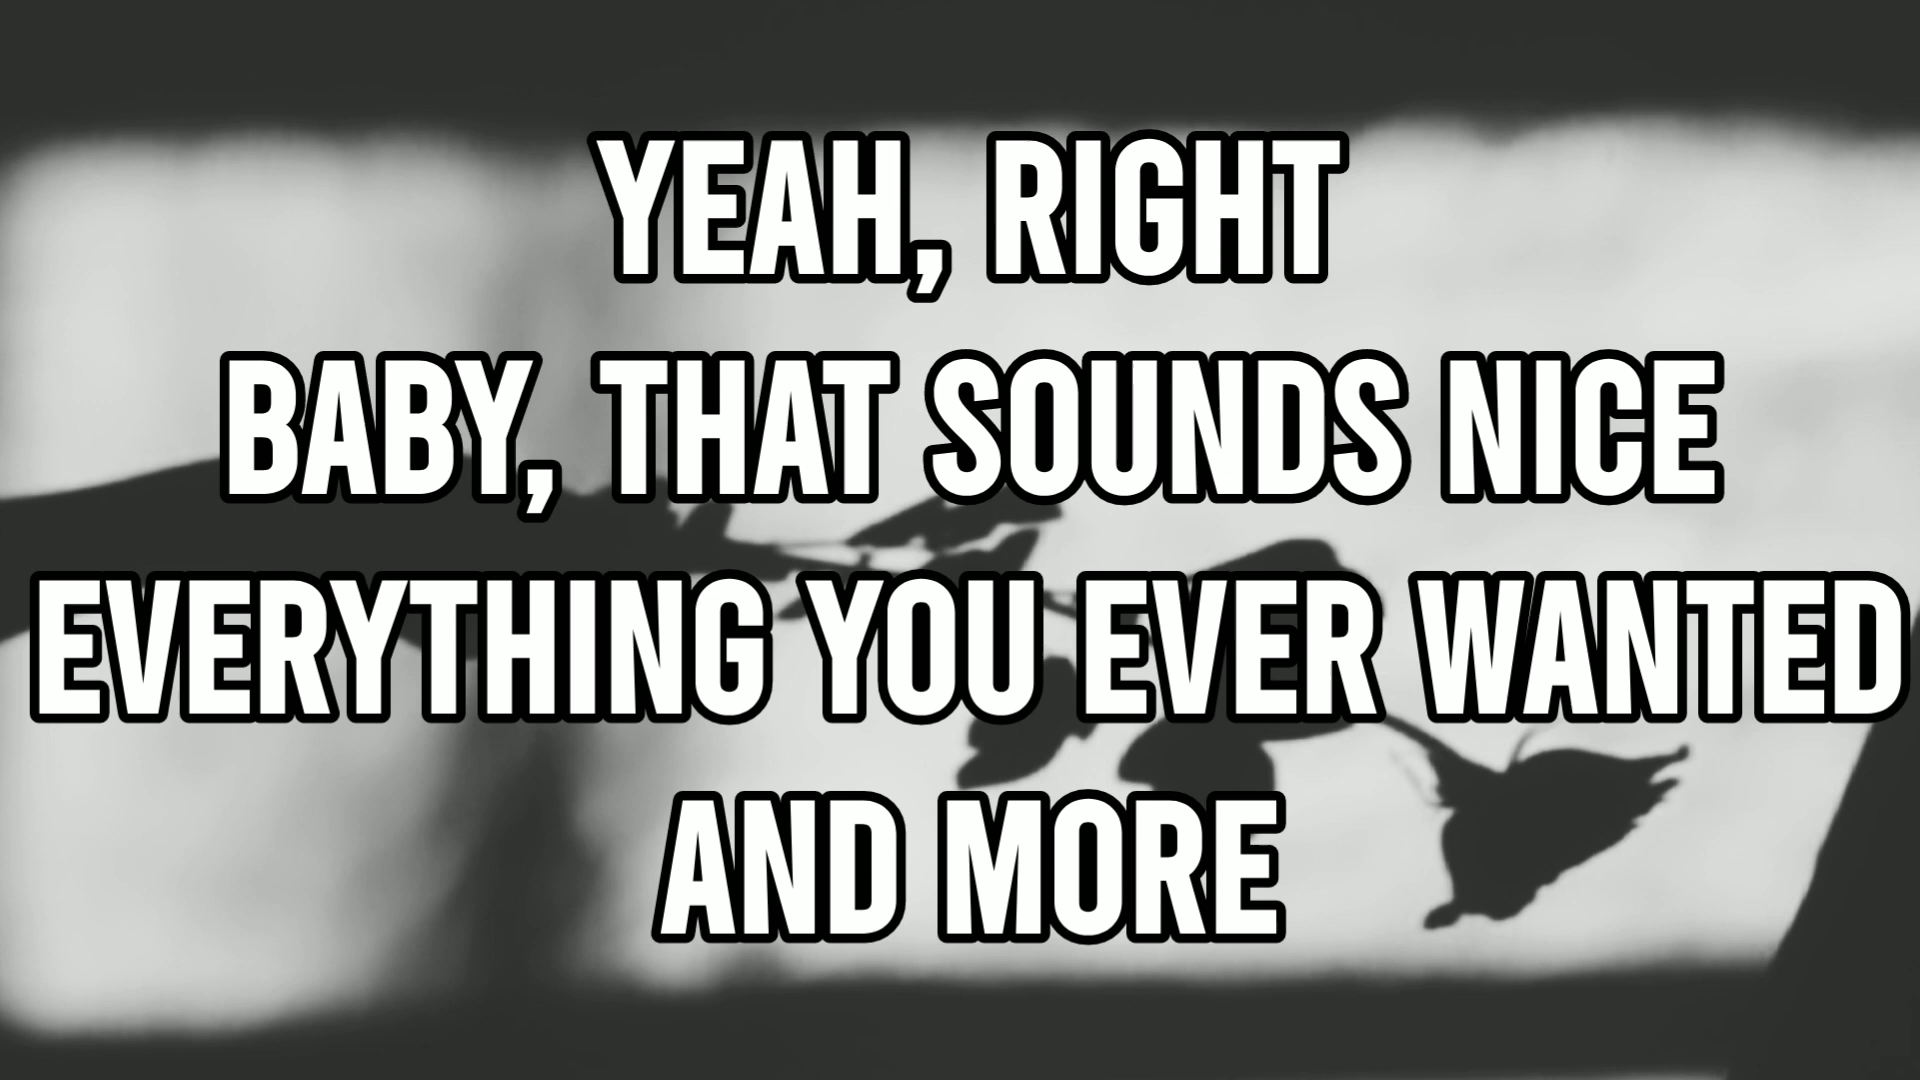 YEAH, RIGHT
BABY, THAT SOUNDS NICE
EVERYTHING YOU EVER WANTED
AND MORE